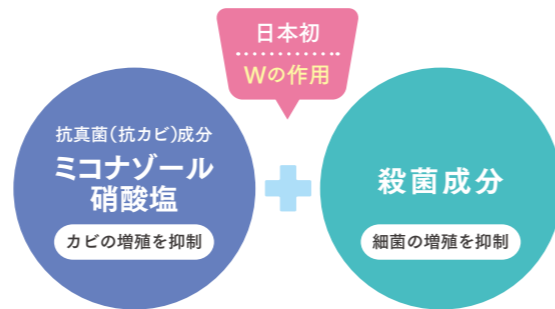 日本初
Wの作用
抗真菌(抗カビ)成分
ミコナゾール
硝酸塩
カビの増殖を抑制
殺菌成分
細菌の増殖を抑制